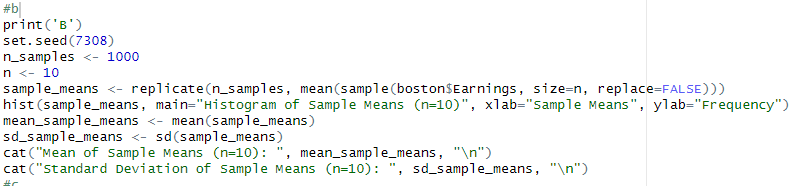 #b
print('B')
set.seed(7308)
n_samples <- 1000
n <- 10
sample_means <- replicate(n_samples, mean(sample(boston$Earnings, size=n, replace=FALSE)))
hist(sample_means, main="Histogram of Sample Means (n=10)", xlab="Sample Means", ylab="Frequency")
mean_sample_means <- mean(sample_means)
sd_sample_means <- sd(sample_means)
cat("Mean of Sample Means (n=10): ", mean_sample_means, "\n")
cat("Standard Deviation of Sample Means (n=10): ", sd_sample_means, "\n")
#c